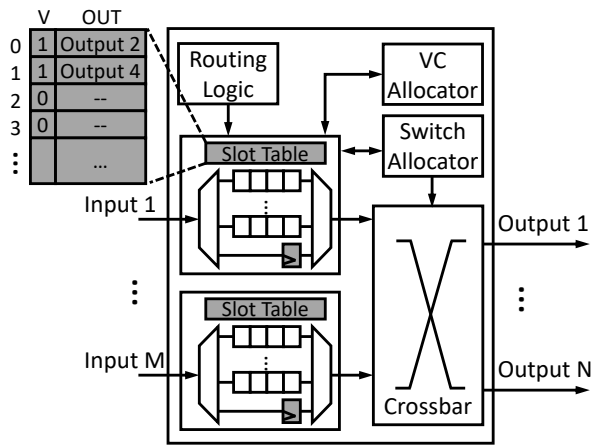 V OUT
0 1 Output 2
1 1 Output 4
2 0 --
3 0 --
... ...
Routing
Logic
VC
Allocator
Switch
Allocator
Slot Table
Input 1
...
Output 1
...
...
Slot Table
Input M
...
Output N
Crossbar